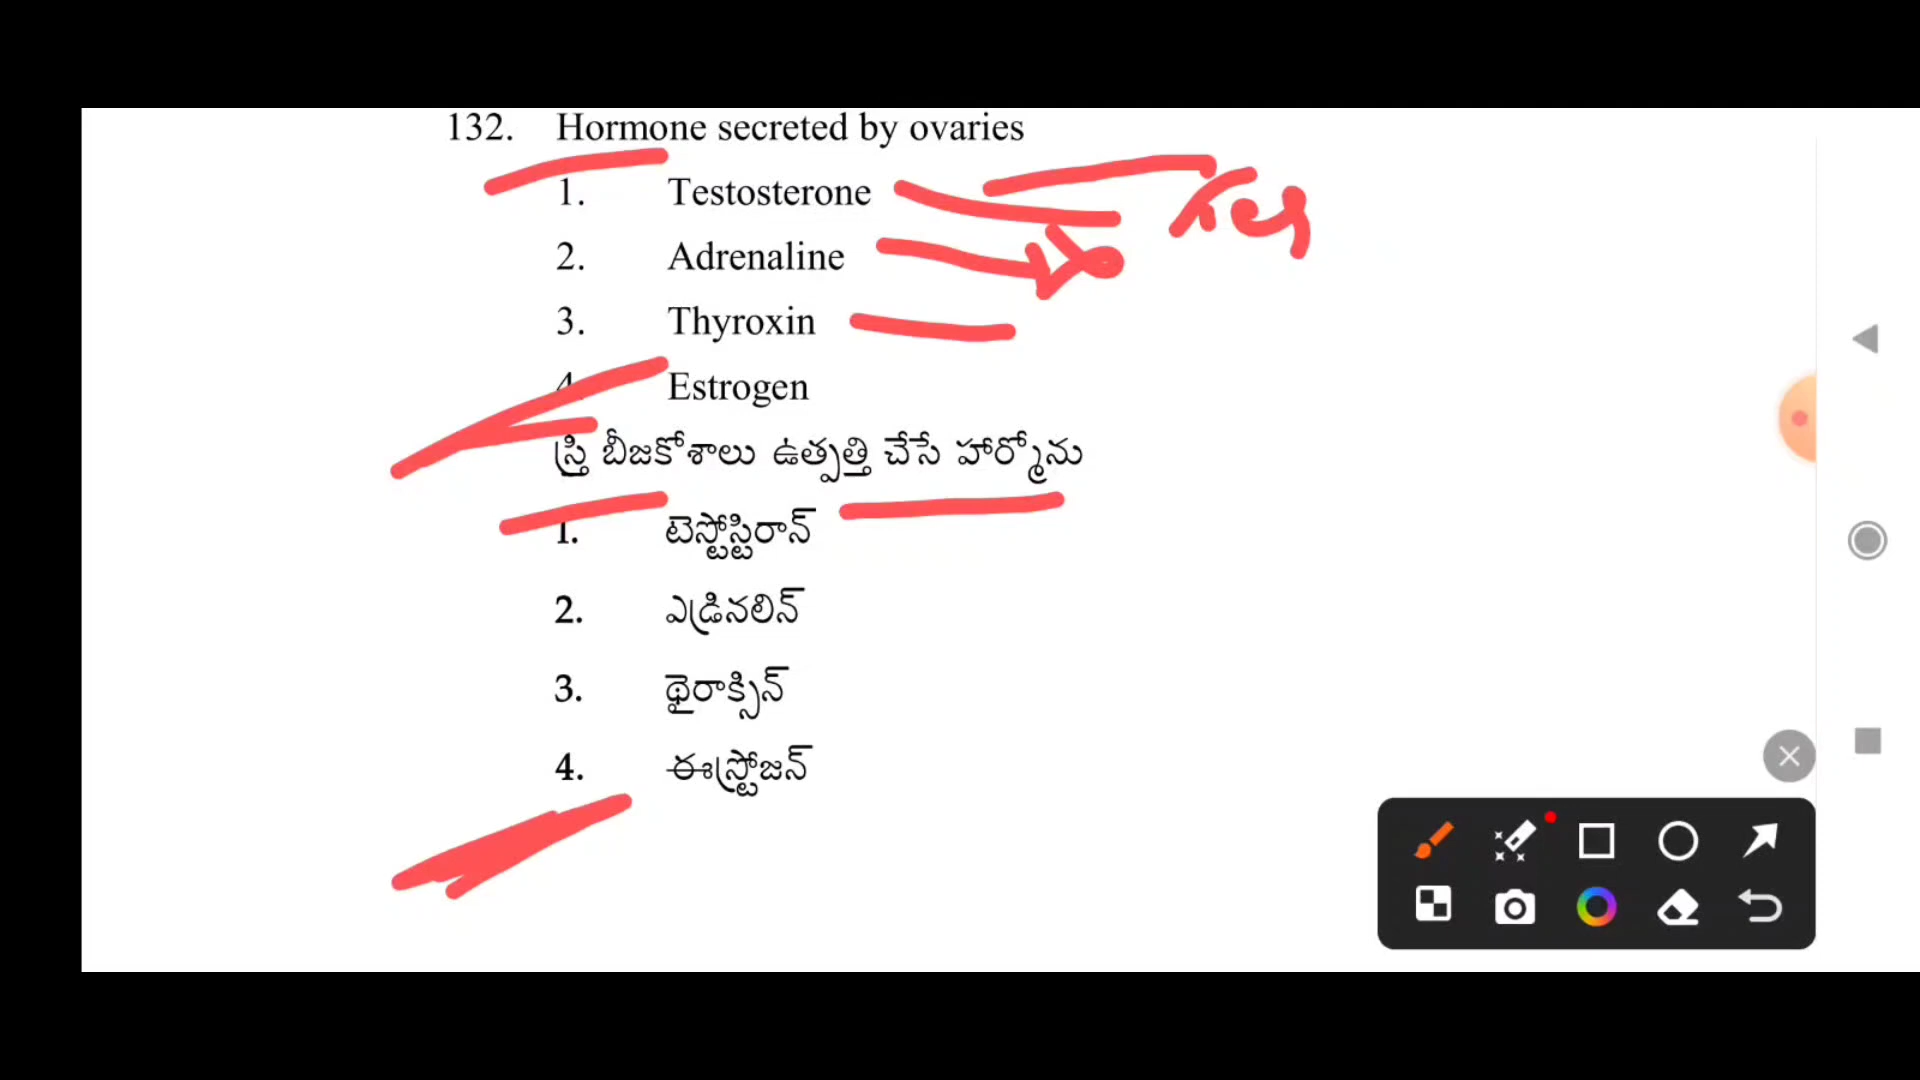 132. Hormone secreted by ovaries
1. Testosterone
2. Adrenaline
3. Thyroxin
4. Estrogen
స్త్రీ బీజకోశాలు ఉత్పత్తి చేసే హార్మోను
1. టెస్టోస్టిరాన్
2. ఎడ్రినలిన్
3. థైరాక్సిన్
4. ఈస్ట్రోజన్